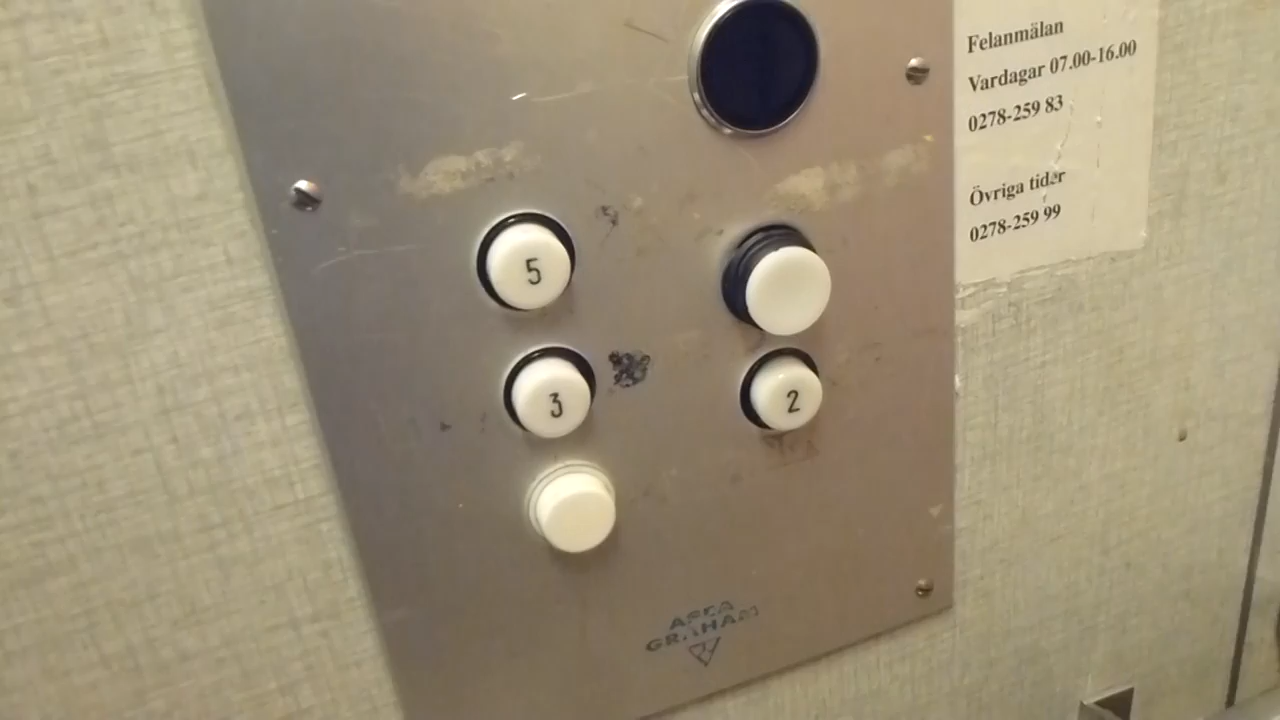 Felanmälan
Vardagar 07.00-16.00
0278-259 83
Övriga tider
0278-259 99
5
3
2
ASEA
GRAHAM